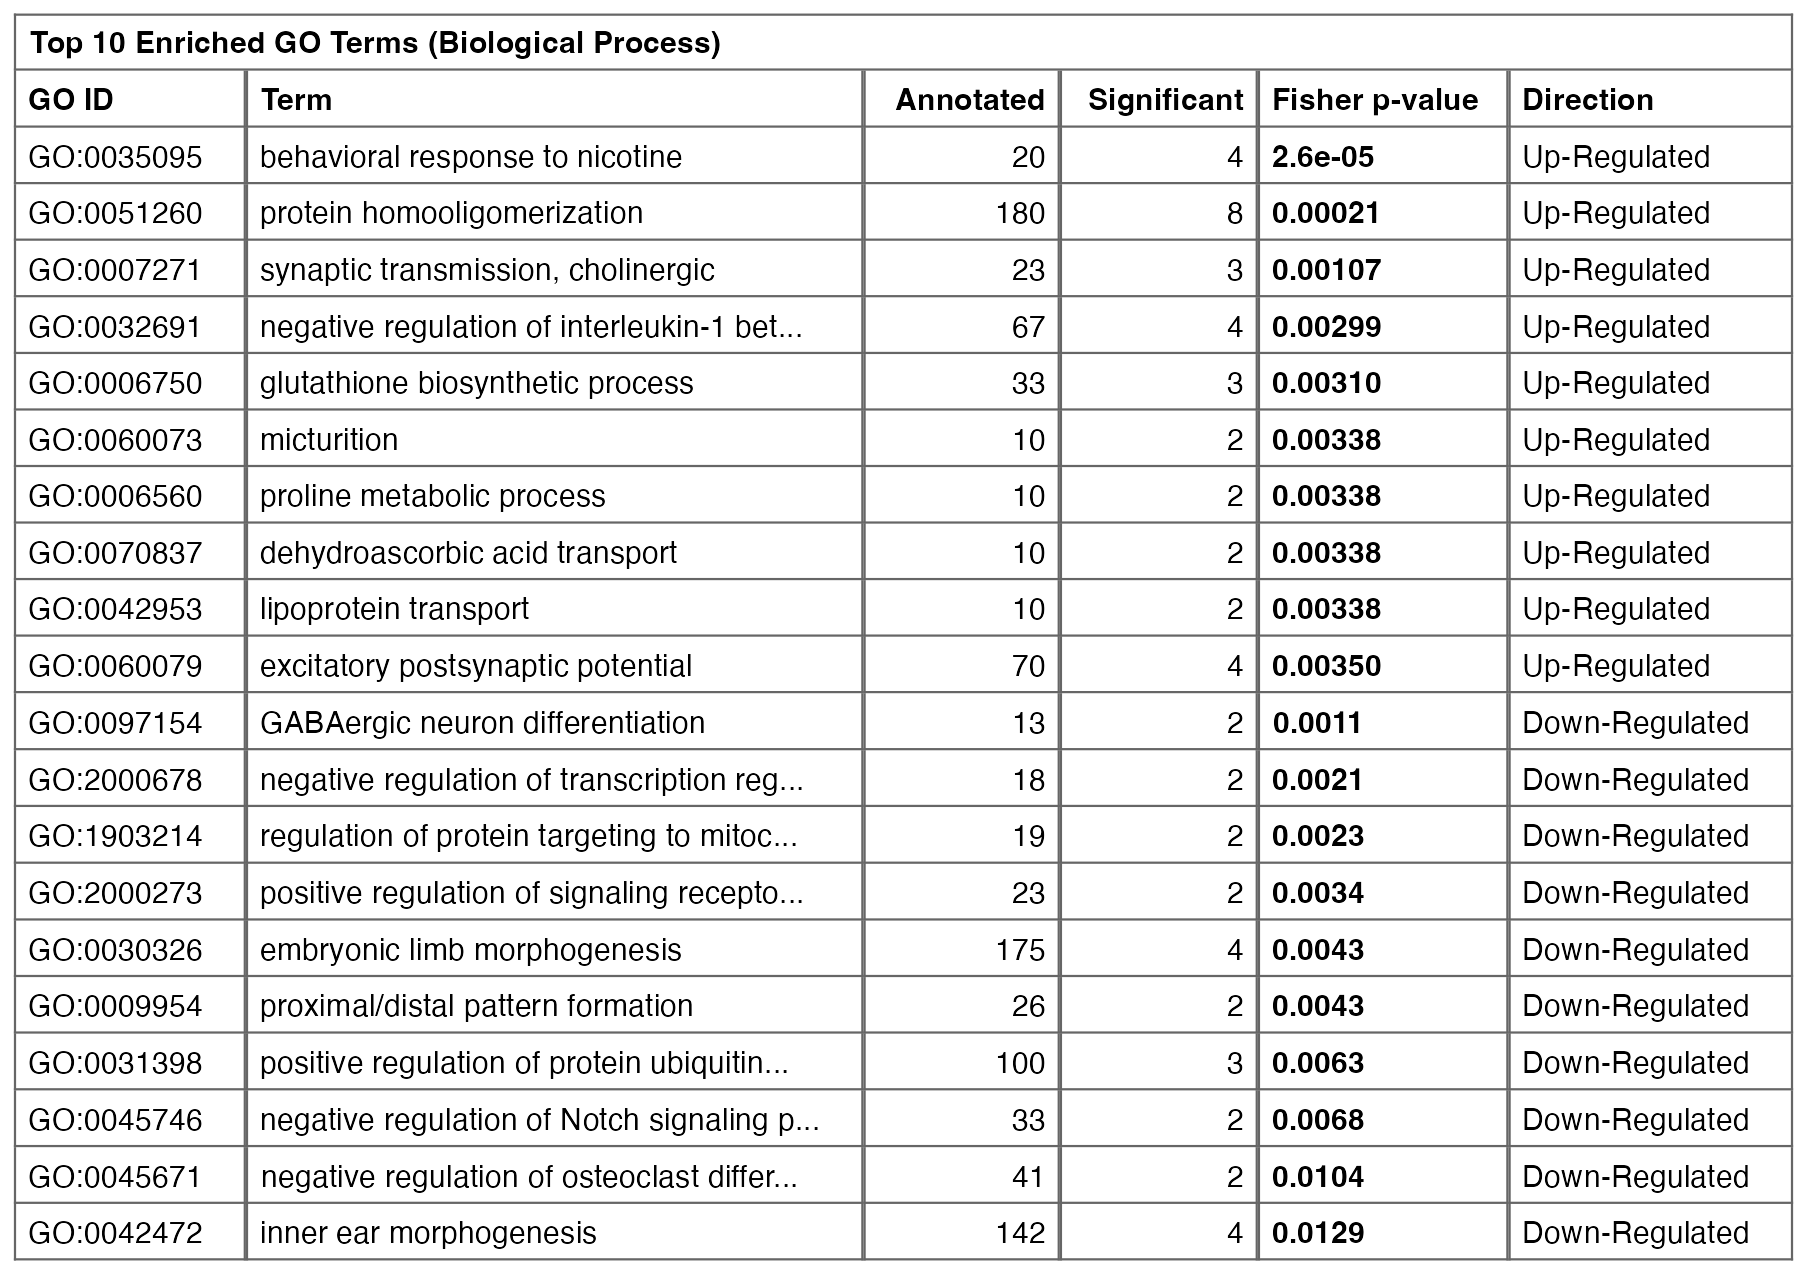 Top 10 Enriched GO Terms (Biological Process)
GO ID Term Annotated Significant Fisher p-value Direction
GO:0035095 behavioral response to nicotine 20 4 2.6e-05 Up-Regulated
GO:0051260 protein homooligomerization 180 8 0.00021 Up-Regulated
GO:0007271 synaptic transmission, cholinergic 23 3 0.00107 Up-Regulated
GO:0032691 negative regulation of interleukin-1 bet... 67 4 0.00299 Up-Regulated
GO:0006750 glutathione biosynthetic process 33 3 0.00310 Up-Regulated
GO:0060073 micturition 10 2 0.00338 Up-Regulated
GO:0006560 proline metabolic process 10 2 0.00338 Up-Regulated
GO:0070837 dehydroascorbic acid transport 10 2 0.00338 Up-Regulated
GO:0042953 lipoprotein transport 10 2 0.00338 Up-Regulated
GO:0060079 excitatory postsynaptic potential 70 4 0.00350 Up-Regulated
GO:0097154 GABAergic neuron differentiation 13 2 0.0011 Down-Regulated
GO:2000678 negative regulation of transcription reg... 18 2 0.0021 Down-Regulated
GO:1903214 regulation of protein targeting to mitoc... 19 2 0.0023 Down-Regulated
GO:2000273 positive regulation of signaling recepto... 23 2 0.0034 Down-Regulated
GO:0030326 embryonic limb morphogenesis 175 4 0.0043 Down-Regulated
GO:0009954 proximal/distal pattern formation 26 2 0.0043 Down-Regulated
GO:0031398 positive regulation of protein ubiquitin... 100 3 0.0063 Down-Regulated
GO:0045746 negative regulation of Notch signaling p... 33 2 0.0068 Down-Regulated
GO:0045671 negative regulation of osteoclast differ... 41 2 0.0104 Down-Regulated
GO:0042472 inner ear morphogenesis 142 4 0.0129 Down-Regulated